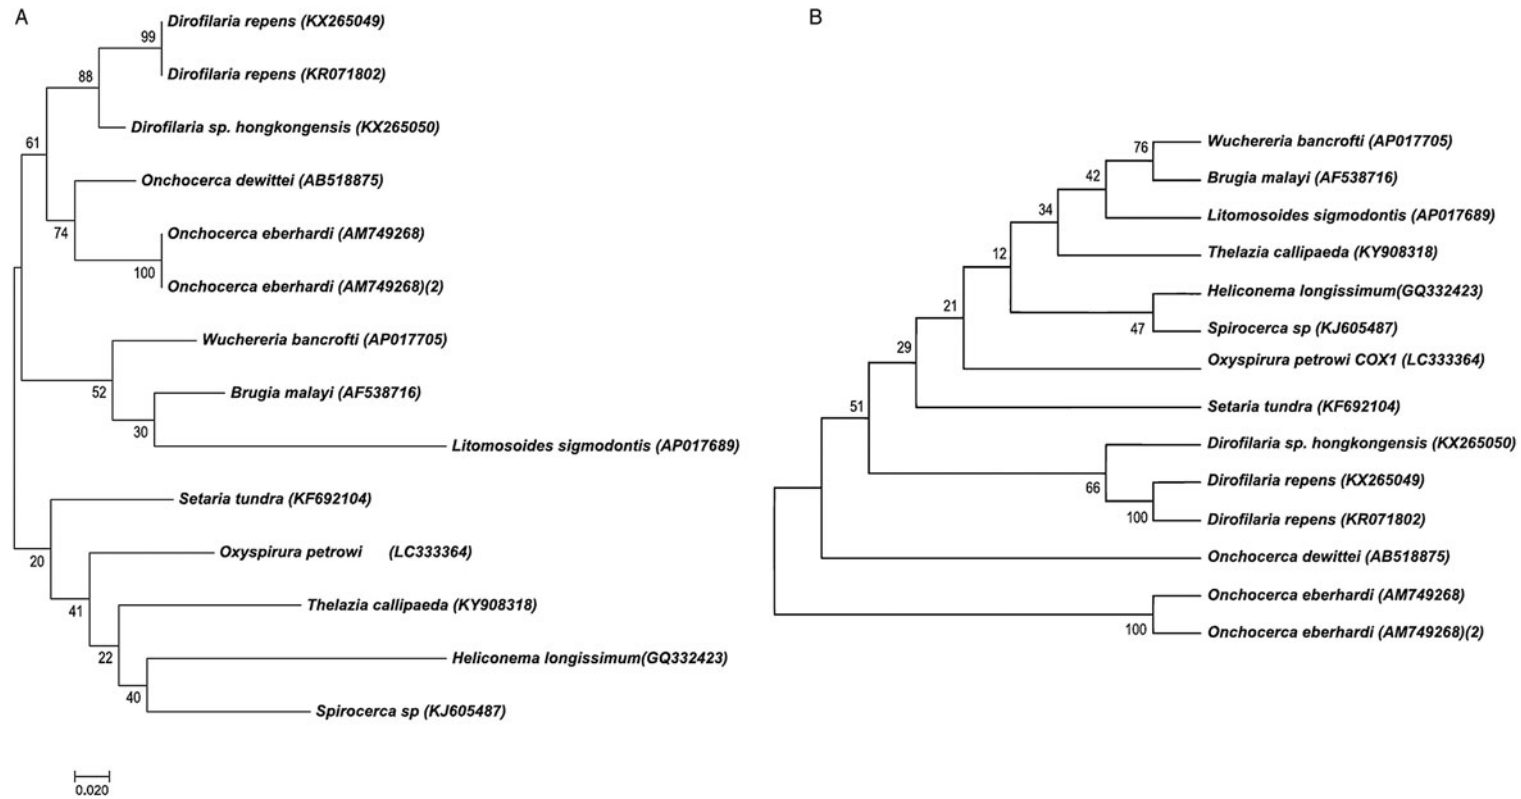 A
Dirofilaria repens (KX265049)
99
Dirofilaria repens (KR071802)
88
Dirofilaria sp. hongkongensis (KX265050)
61
Onchocerca dewittei (AB518875)
74
Onchocerca eberhardi (AM749268)
100
Onchocerca eberhardi (AM749268)(2)
Wuchereria bancrofti (AP017705)
52
Brugia malayi (AF538716)
30
Litomosoides sigmodontis (AP017689)
Setaria tundra (KF692104)
20
Oxyspirura petrowi (LC333364)
41
Thelazia callipaeda (KY908318)
22
Heliconema longissimum(GQ332423)
40
Spirocerca sp (KJ605487)
0.020
B
Wuchereria bancrofti (AP017705)
76
Brugia malayi (AF538716)
42
Litomosoides sigmodontis (AP017689)
34
Thelazia callipaeda (KY908318)
12
Heliconema longissimum(GQ332423)
47
Spirocerca sp (KJ605487)
21
Oxyspirura petrowi COX1 (LC333364)
29
Setaria tundra (KF692104)
51
Dirofilaria sp. hongkongensis (KX265050)
66
Dirofilaria repens (KX265049)
100
Dirofilaria repens (KR071802)
Onchocerca dewittei (AB518875)
Onchocerca eberhardi (AM749268)
100
Onchocerca eberhardi (AM749268)(2)